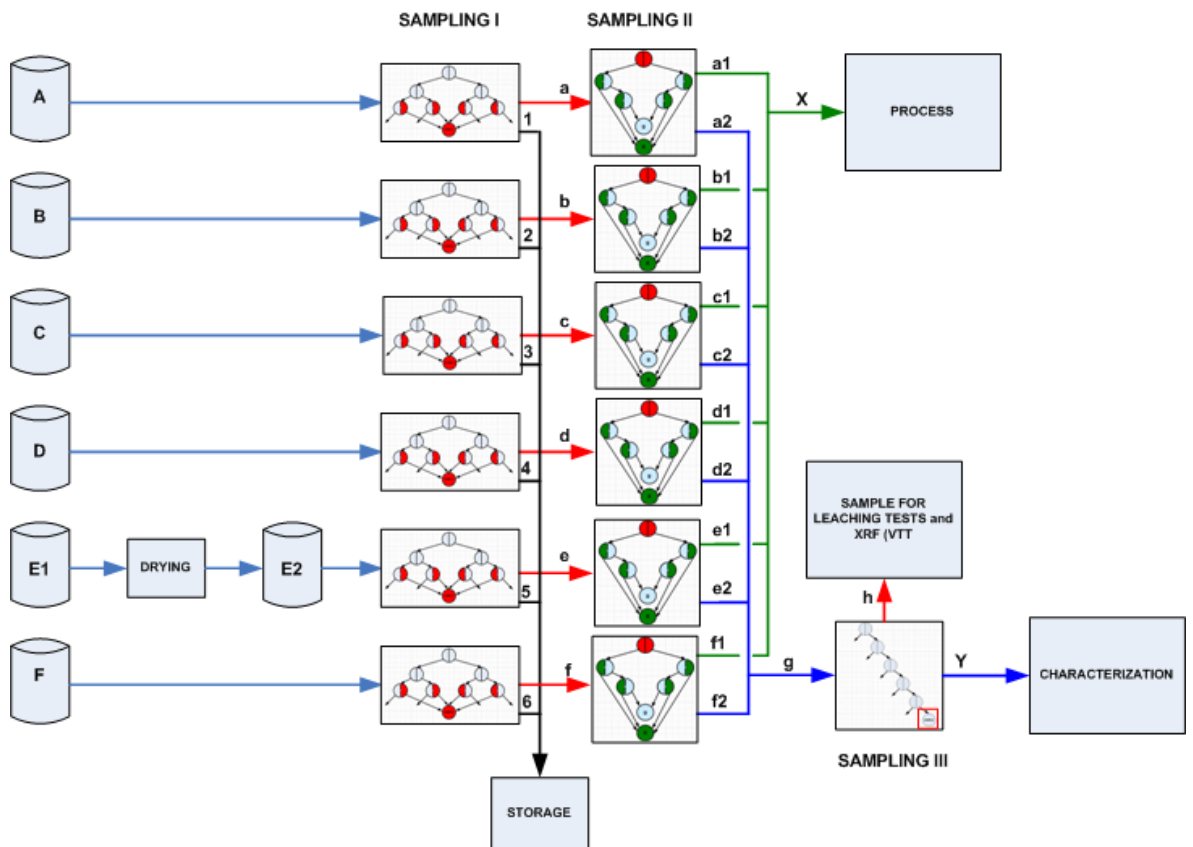 SAMPLING I
SAMPLING II
A
a
1
a1
a2
X
PROCESS
B
b
2
b1
b2
C
c
3
c1
c2
D
d
4
d1
d2
SAMPLE FOR
LEACHING TESTS and
XRF (VTT
E1
DRYING
E2
e
5
e1
e2
h
F
f
6
f1
f2
g
Y
CHARACTERIZATION
SAMPLING III
STORAGE